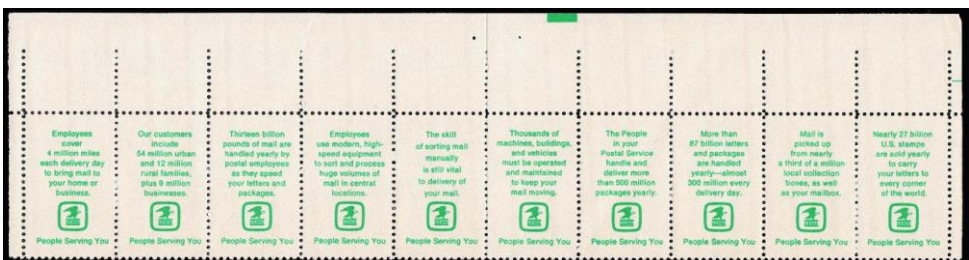 Employees
cover
4 million miles
each delivery day
to bring mail to
your home or
business.
People Serving You
Our customers
include
54 million urban
and 12 million
rural families,
plus 9 million
businesses.
People Serving You
Thirteen billion
pounds of mail are
handled yearly by
postal employees
as they speed
your letters and
packages.
People Serving You
Employees
use modern, high-
speed equipment
to sort and process
huge volumes of
mail in central
locations.
People Serving You
The skill
of sorting mail
manually
is still vital
to delivery of
your mail.
People Serving You
Thousands of
machines, buildings,
and vehicles
must be operated
and maintained
to keep your
mail moving.
People Serving You
The People
in your
Postal Service
handle and
deliver more
than 500 million
packages yearly.
People Serving You
More than
87 billion letters
and packages
are handled
yearly—almost
300 million every
delivery day.
People Serving You
Mail is
picked up
from nearly
a third of a million
local collection
boxes, as well
as your mailbox.
People Serving You
Nearly 27 billion
U.S. stamps
are sold yearly
to carry
your letters to
every corner
of the world.
People Serving You